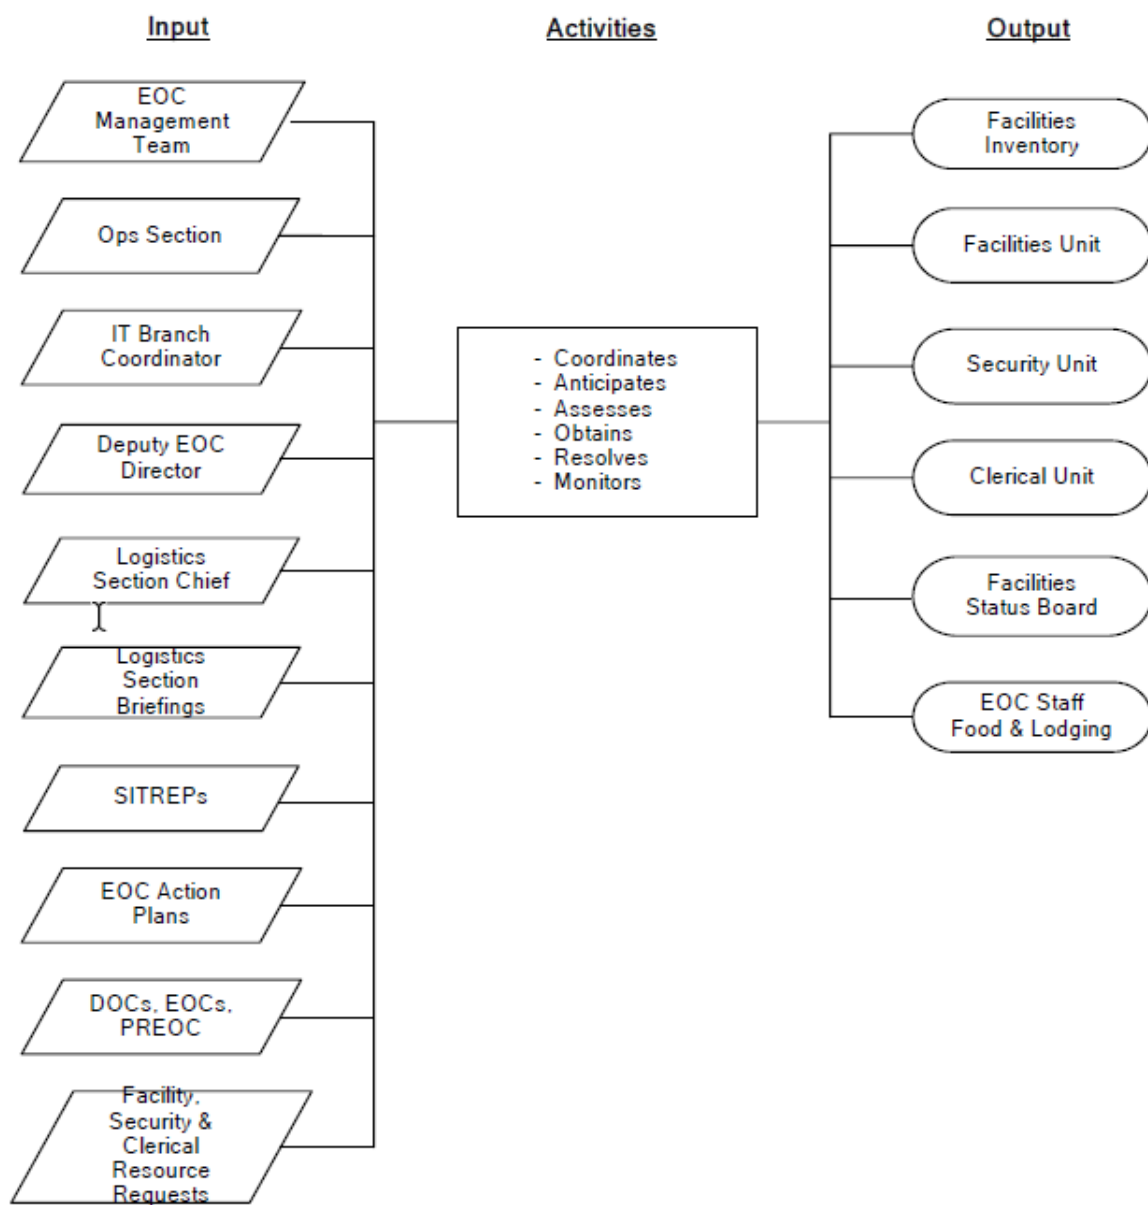 Input
Activities
Output
EOC
Management
Team
Ops Section
IT Branch
Coordinator
Deputy EOC
Director
Logistics
Section Chief
Logistics
Section
Briefings
SITREPs
EOC Action
Plans
DOCs, EOCs,
PREOC
Facility,
Security &
Clerical
Resource
Requests
- Coordinates
- Anticipates
- Assesses
- Obtains
- Resolves
- Monitors
Facilities
Inventory
Facilities Unit
Security Unit
Clerical Unit
Facilities
Status Board
EOC Staff
Food & Lodging